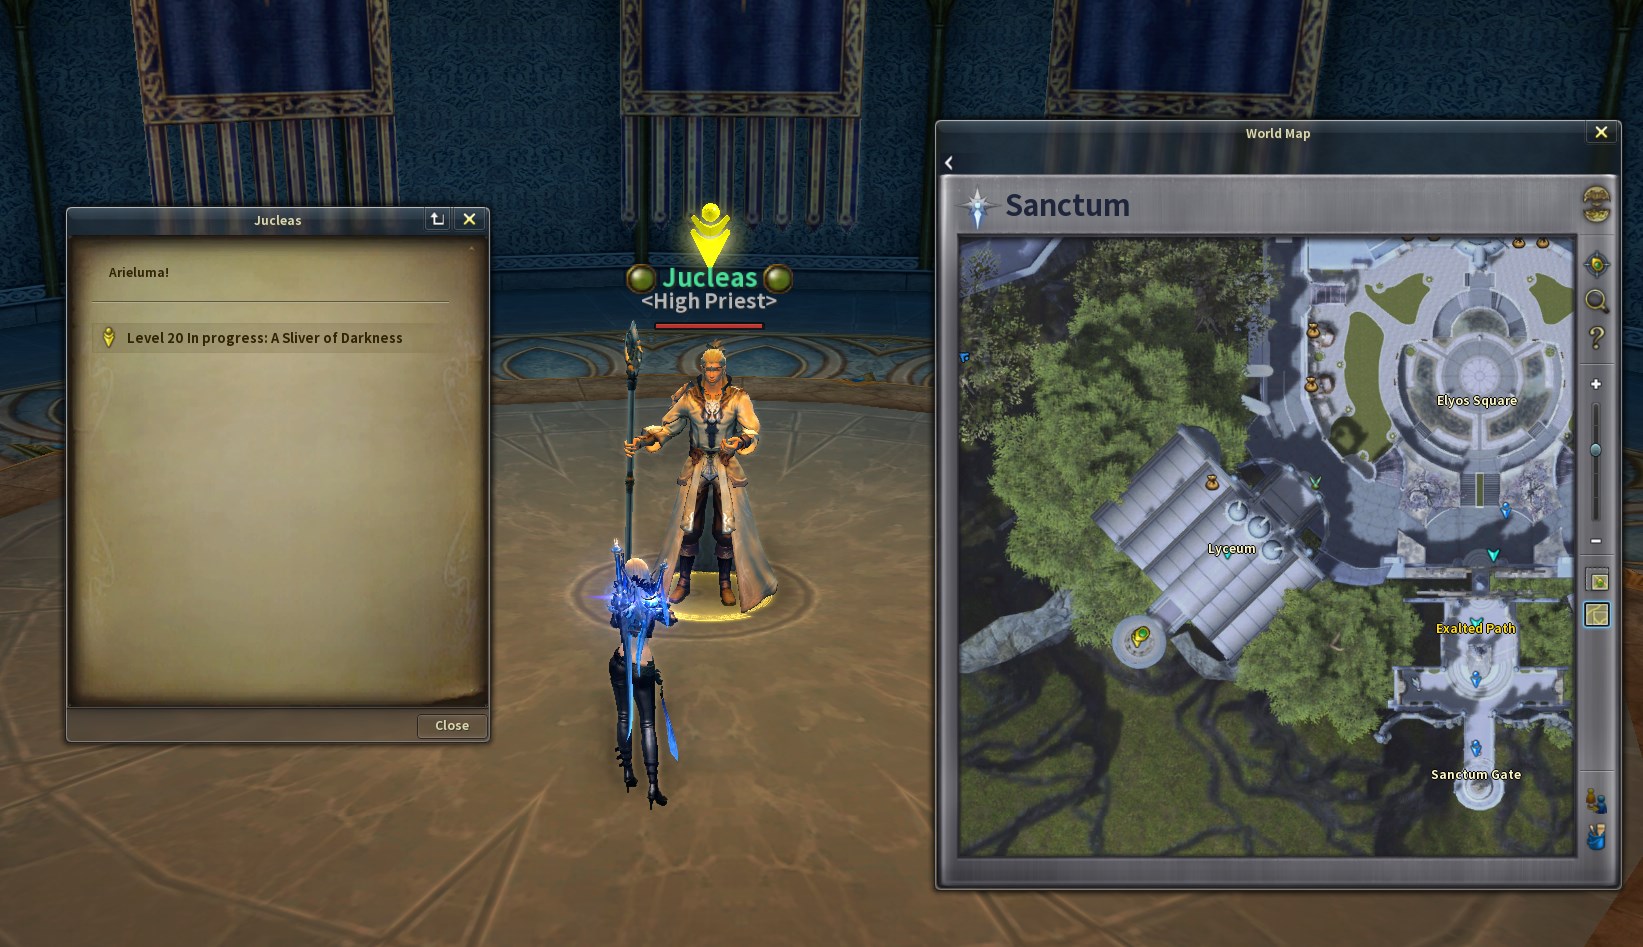 World Map
Sanctum
Jucleas
Arieluma!
Level 20 In progress: A Sliver of Darkness
Close
Jucleas
<High Priest>
Elyos Square
Lyceum
Exalted Path
Sanctum Gate